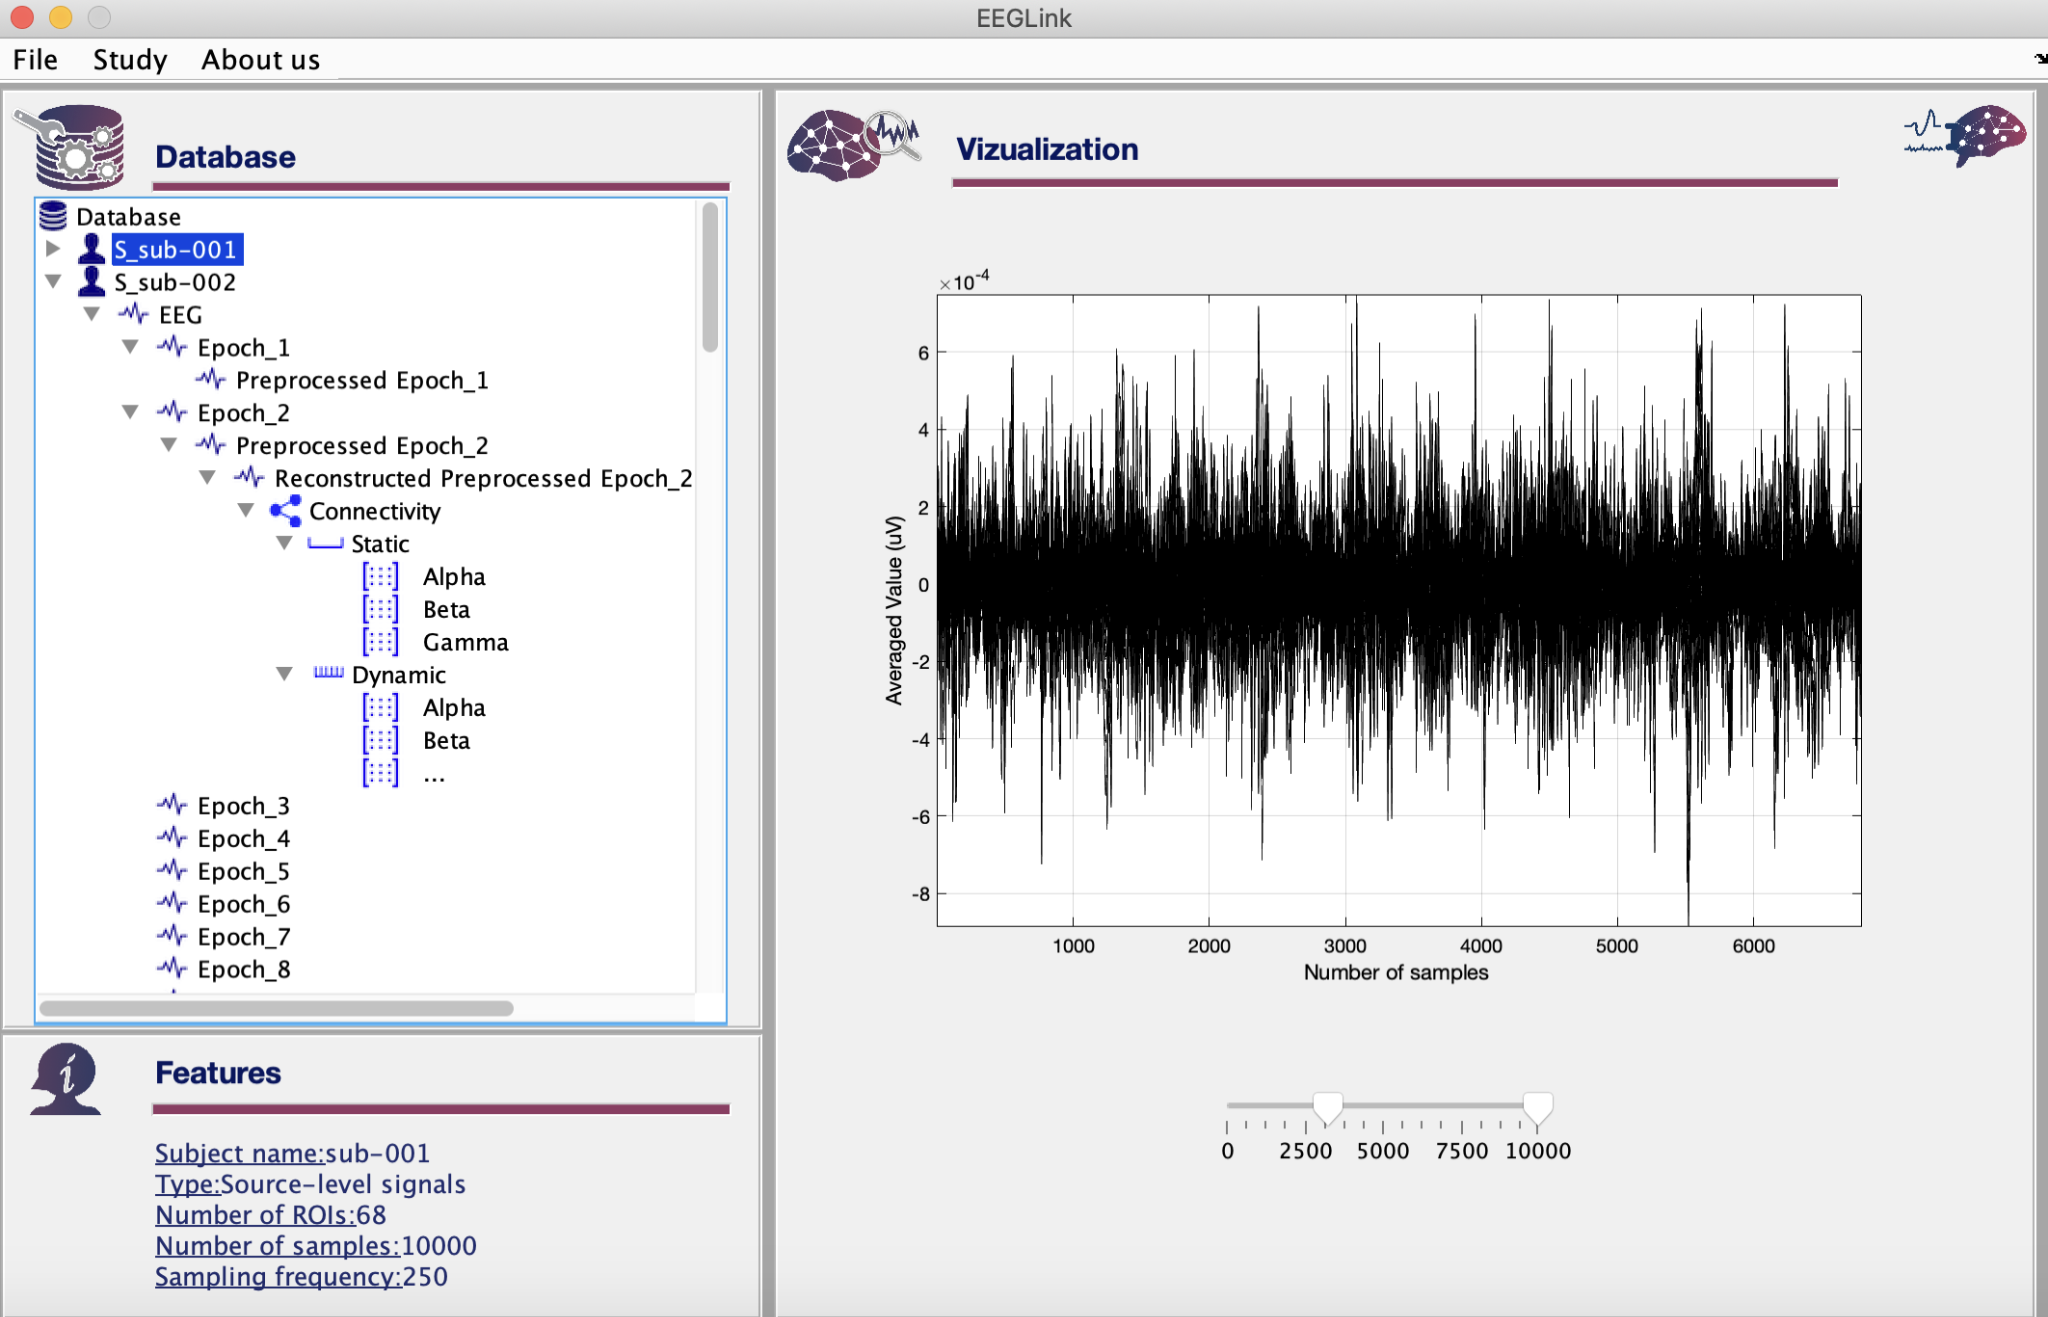 EEGLink
File Study About us
Database
Database
S_sub-001
S_sub-002
EEG
Epoch_1
Preprocessed Epoch_1
Epoch_2
Preprocessed Epoch_2
Reconstructed Preprocessed Epoch_2
Connectivity
Static
Alpha
Beta
Gamma
Dynamic
Alpha
Beta
...
Epoch_3
Epoch_4
Epoch_5
Epoch_6
Epoch_7
Epoch_8
Features
Subject name:sub-001
Type:Source-level signals
Number of ROIs:68
Number of samples:10000
Sampling frequency:250
Vizualization
×10^-4
6
4
2
0
-2
-4
-6
-8
Averaged Value (uV)
1000 2000 3000 4000 5000 6000
Number of samples
0 2500 5000 7500 10000